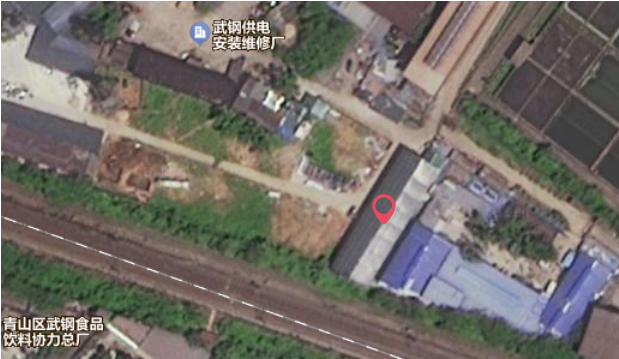 武钢供电
安装维修厂
青山区武钢食品
饮料协力总厂